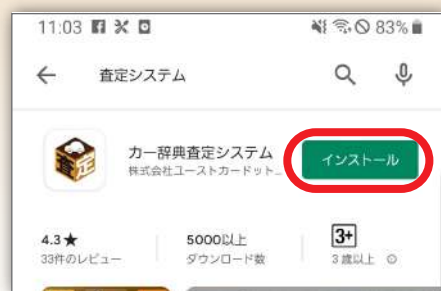 11:03 83%
査定システム
査定
カー辞典査定システム
株式会社ユーストカードット…
インストール
4.3★
33件のレビュー
5000以上
ダウンロード数
3+
3 歳以上